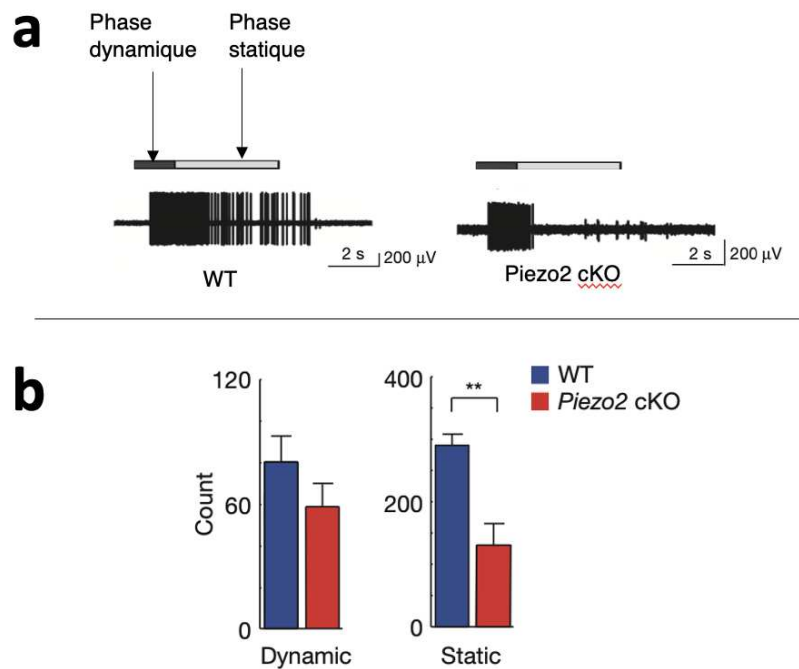 a
Phase
dynamique
Phase
statique
2 s
200 µV
WT
2 s
200 µV
Piezo2 cKO
b
WT
Piezo2 cKO
Count
120
60
0
Dynamic
400
200
0
**
Static